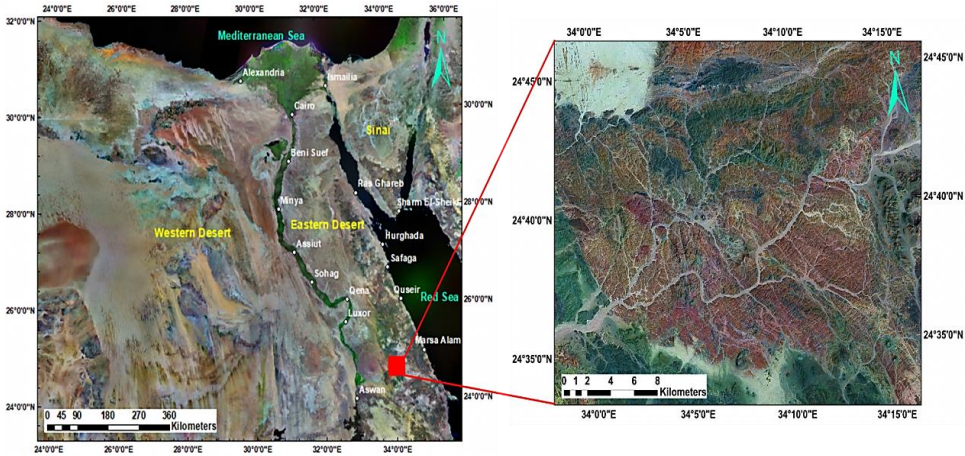 24°0'0"E 26°0'0"E 28°0'0"E 30°0'0"E 32°0'0"E 34°0'0"E 36°0'0"E
32°0'0"N
Mediterranean Sea
N
Alexandria
Ismailia
Cairo
30°0'0"N
30°0'0"N
Sinai
Beni Suef
Ras Ghareb
Minya
Sharm El-Sheikh
28°0'0"N
28°0'0"N
Western Desert
Eastern Desert
Hurghada
Assiut
Safaga
Sohag
Qena
Quseir
Red Sea
26°0'0"N
26°0'0"N
Luxor
Marsa Alam
Aswan
24°0'0"N
24°0'0"N
0 45 90 180 270 360
Kilometers
24°0'0"E 26°0'0"E 28°0'0"E 30°0'0"E 32°0'0"E 34°0'0"E
34°0'0"E 34°5'0"E 34°10'0"E 34°15'0"E
N
24°45'0"N
24°45'0"N
24°40'0"N
24°40'0"N
24°35'0"N
24°35'0"N
0 1 2 4 6 8
Kilometers
34°0'0"E 34°5'0"E 34°10'0"E 34°15'0"E